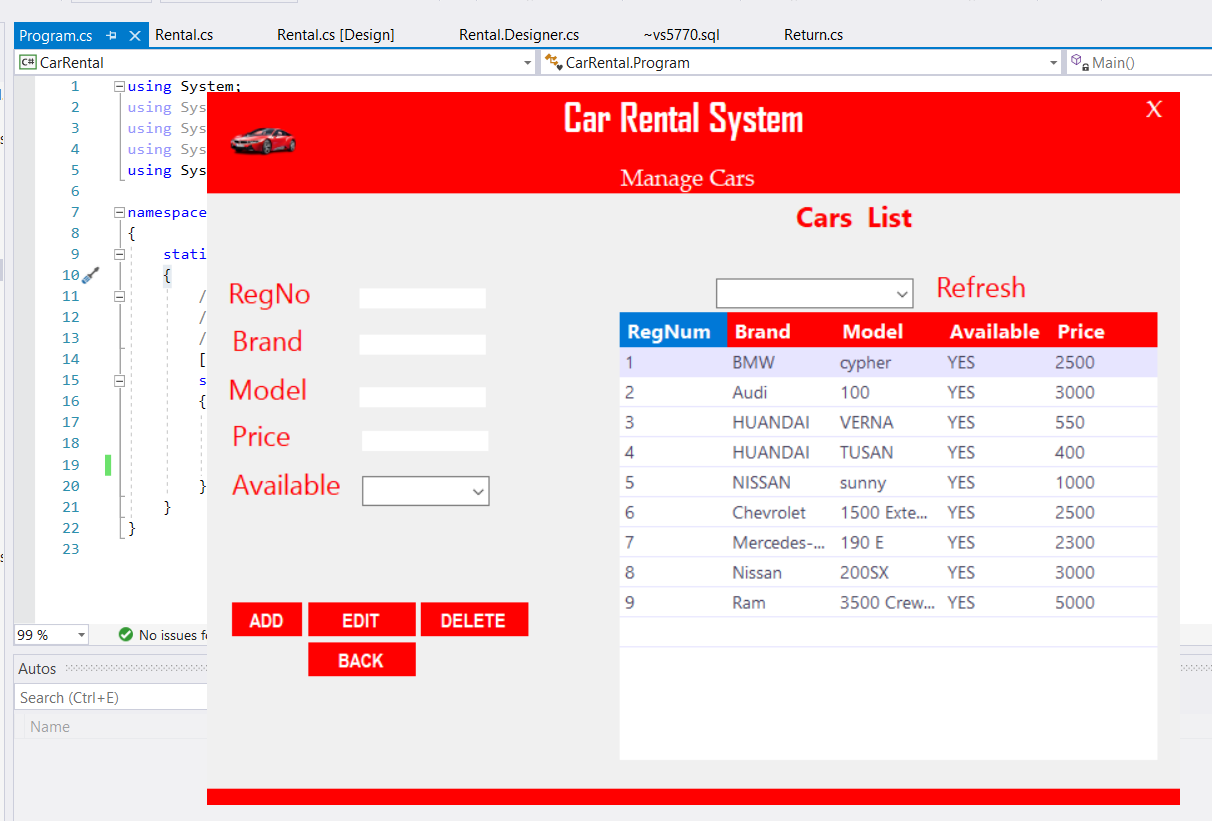 Program.cs Rental.cs Rental.cs [Design] Rental.Designer.cs ~vs5770.sql Return.cs
C# CarRental CarRental.Program Main()
1 using System;
2 using Sys
3 using Sys
4 using Sys
5 using Sys
6
7 namespace
8 {
9 stati
10 {
11 /
12 /
13 /
14 [
15 s
16 {
17
18
19
20 }
21 }
22 }
23
99 % No issues fo
Autos
Search (Ctrl+E)
Name
Car Rental System X
Manage Cars
Cars List
RegNo
Brand
Model
Price
Available
ADD EDIT DELETE
BACK
Refresh
RegNum Brand Model Available Price
1 BMW cypher YES 2500
2 Audi 100 YES 3000
3 HUANDAI VERNA YES 550
4 HUANDAI TUSAN YES 400
5 NISSAN sunny YES 1000
6 Chevrolet 1500 Exte... YES 2500
7 Mercedes-... 190 E YES 2300
8 Nissan 200SX YES 3000
9 Ram 3500 Crew... YES 5000